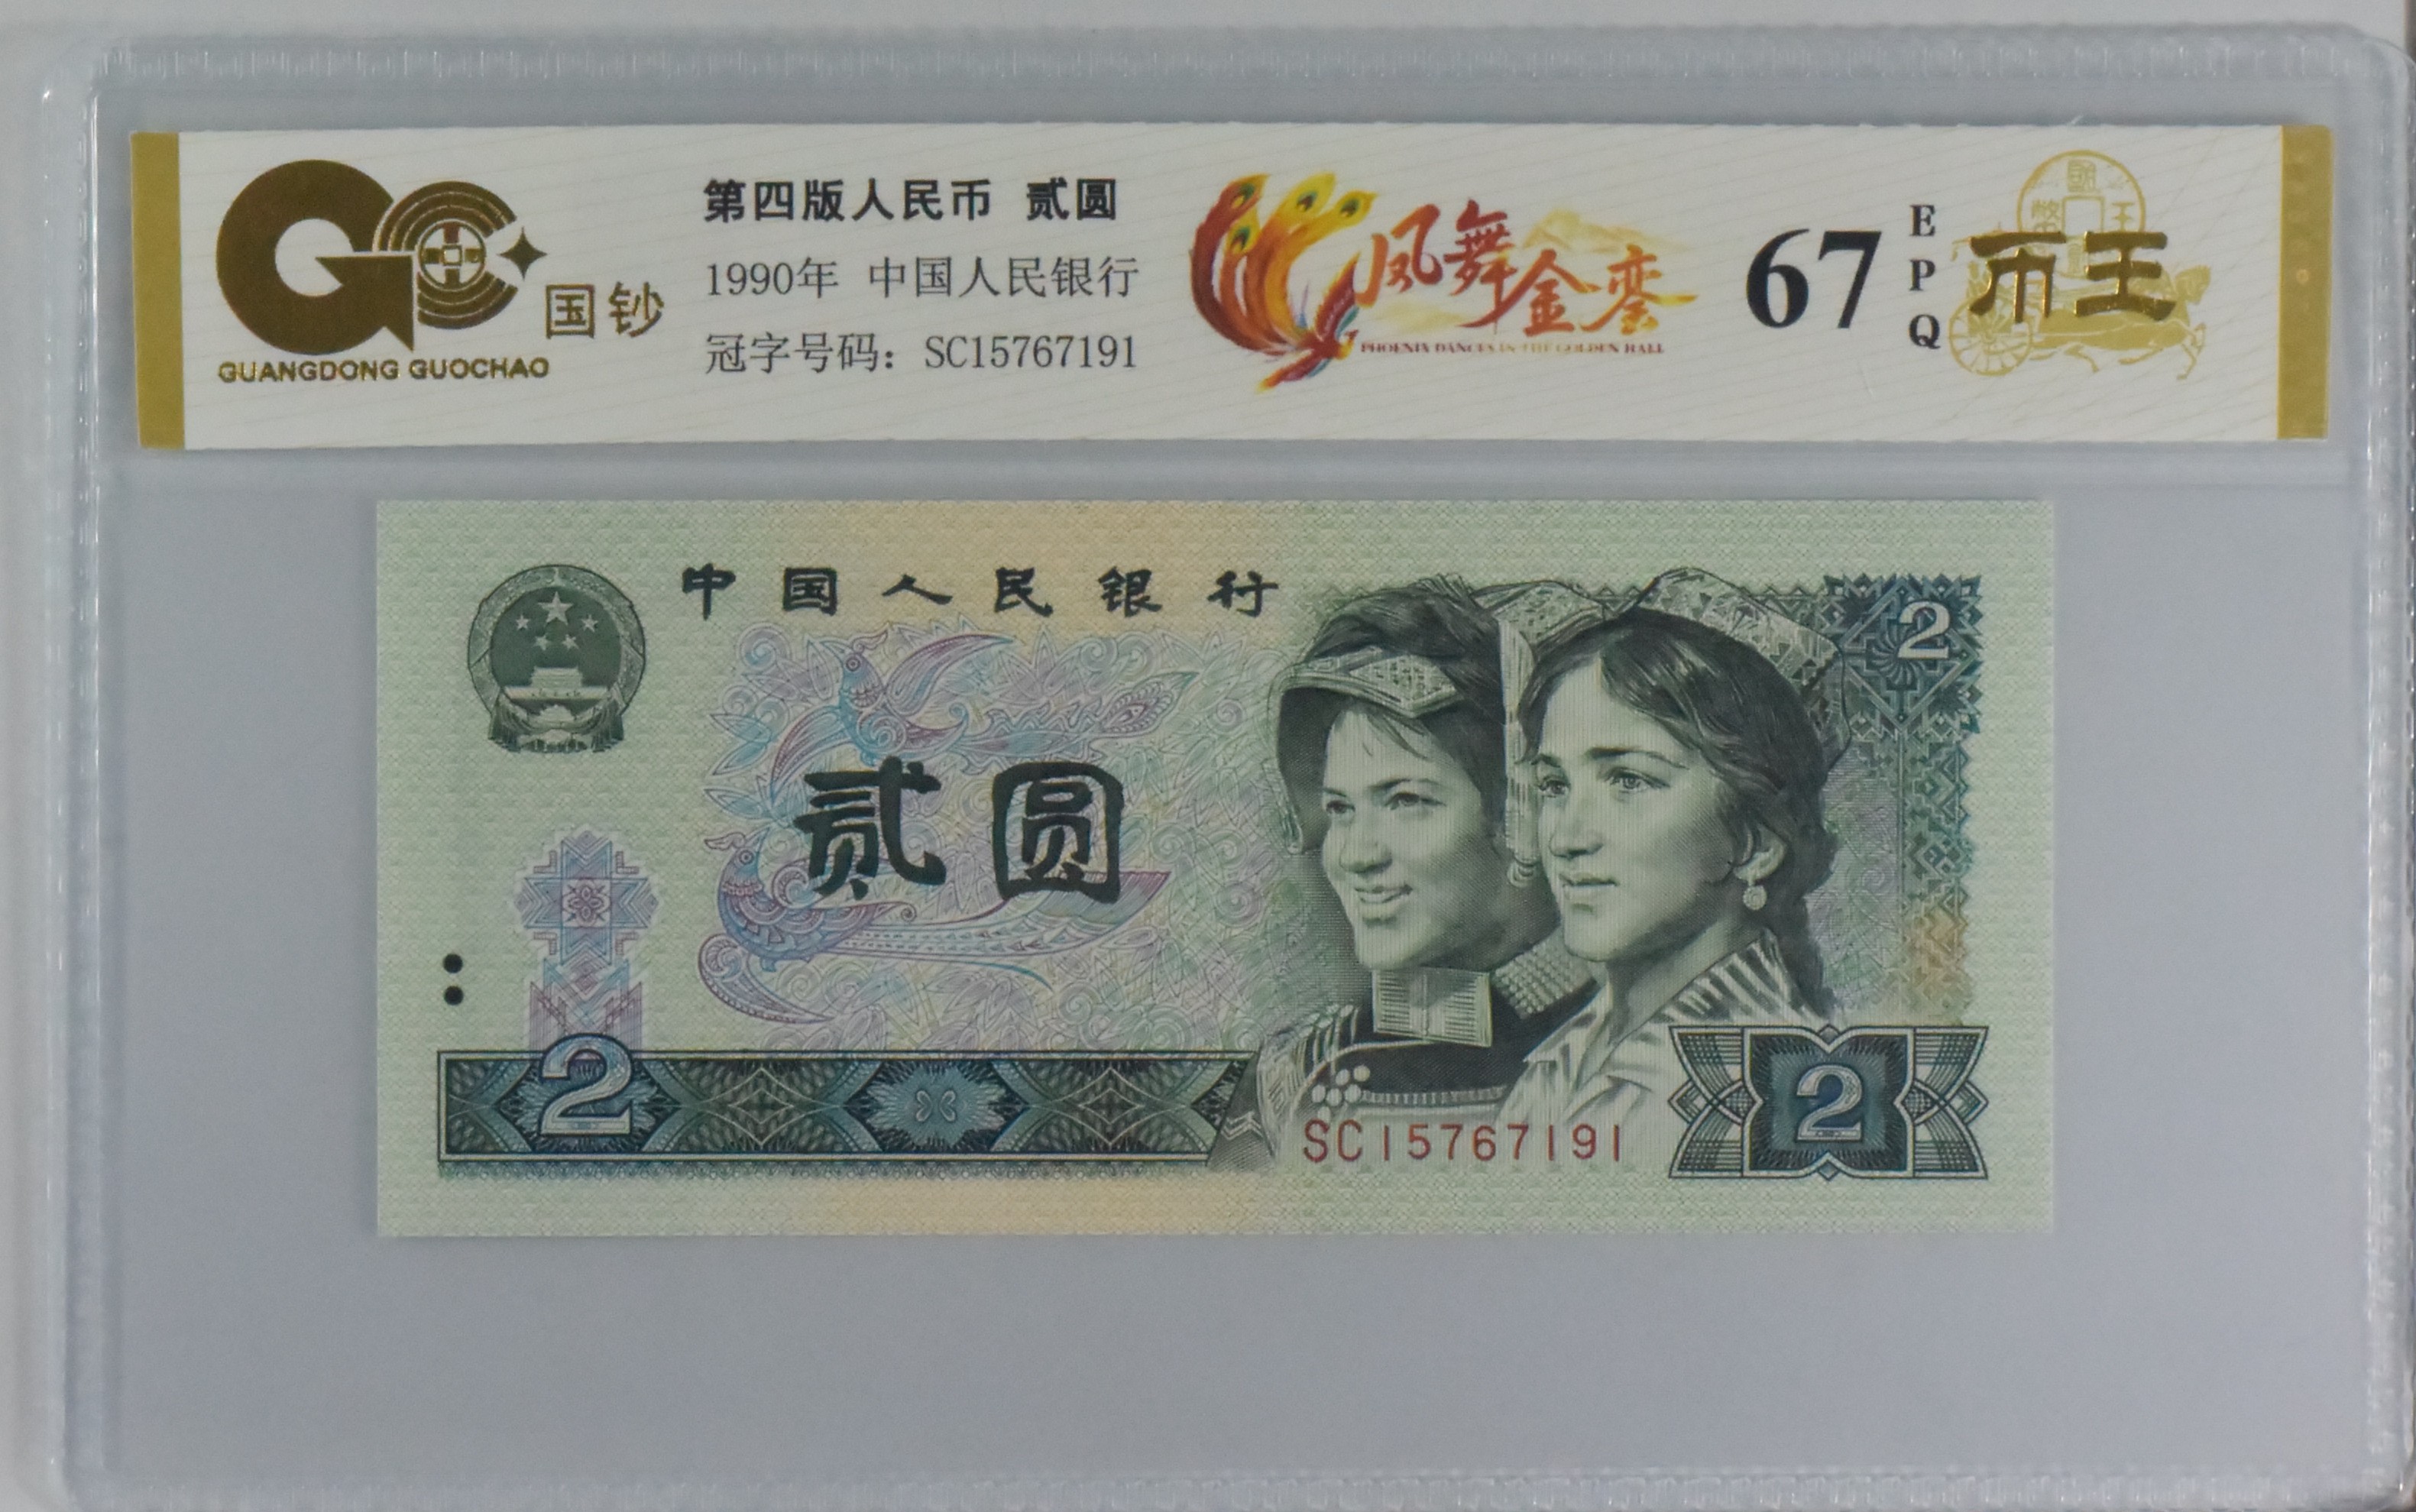 国钞
GUANGDONG GUOCHAO
第四版人民币 贰圆
1990年 中国人民银行
冠字号码：SC15767191
凤舞金銮
PHOENIX DANCES IN THE GOLDEN HALL
67
EPQ
币王
中国人民银行
2
贰圆
2
SC15767191
2